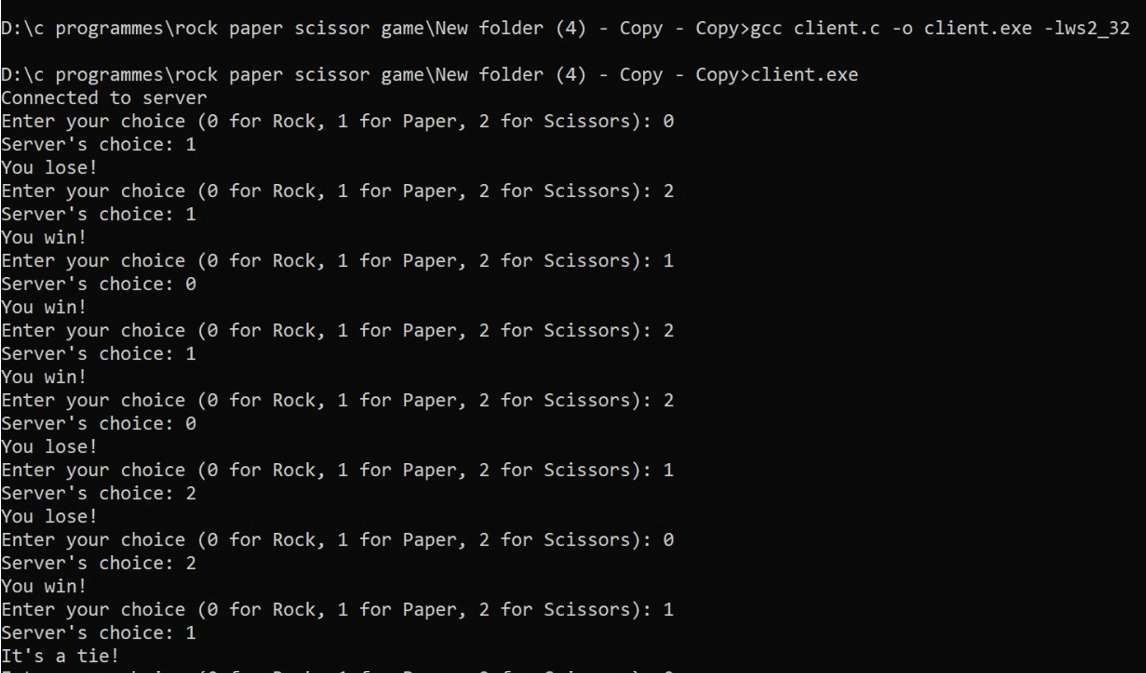 D:\c programmes\rock paper scissor game\New folder (4) - Copy - Copy>gcc client.c -o client.exe -lws2_32
D:\c programmes\rock paper scissor game\New folder (4) - Copy - Copy>client.exe
Connected to server
Enter your choice (0 for Rock, 1 for Paper, 2 for Scissors): 0
Server's choice: 1
You lose!
Enter your choice (0 for Rock, 1 for Paper, 2 for Scissors): 2
Server's choice: 1
You win!
Enter your choice (0 for Rock, 1 for Paper, 2 for Scissors): 1
Server's choice: 0
You win!
Enter your choice (0 for Rock, 1 for Paper, 2 for Scissors): 2
Server's choice: 1
You win!
Enter your choice (0 for Rock, 1 for Paper, 2 for Scissors): 2
Server's choice: 0
You lose!
Enter your choice (0 for Rock, 1 for Paper, 2 for Scissors): 1
Server's choice: 2
You lose!
Enter your choice (0 for Rock, 1 for Paper, 2 for Scissors): 0
Server's choice: 2
You win!
Enter your choice (0 for Rock, 1 for Paper, 2 for Scissors): 1
Server's choice: 1
It's a tie!